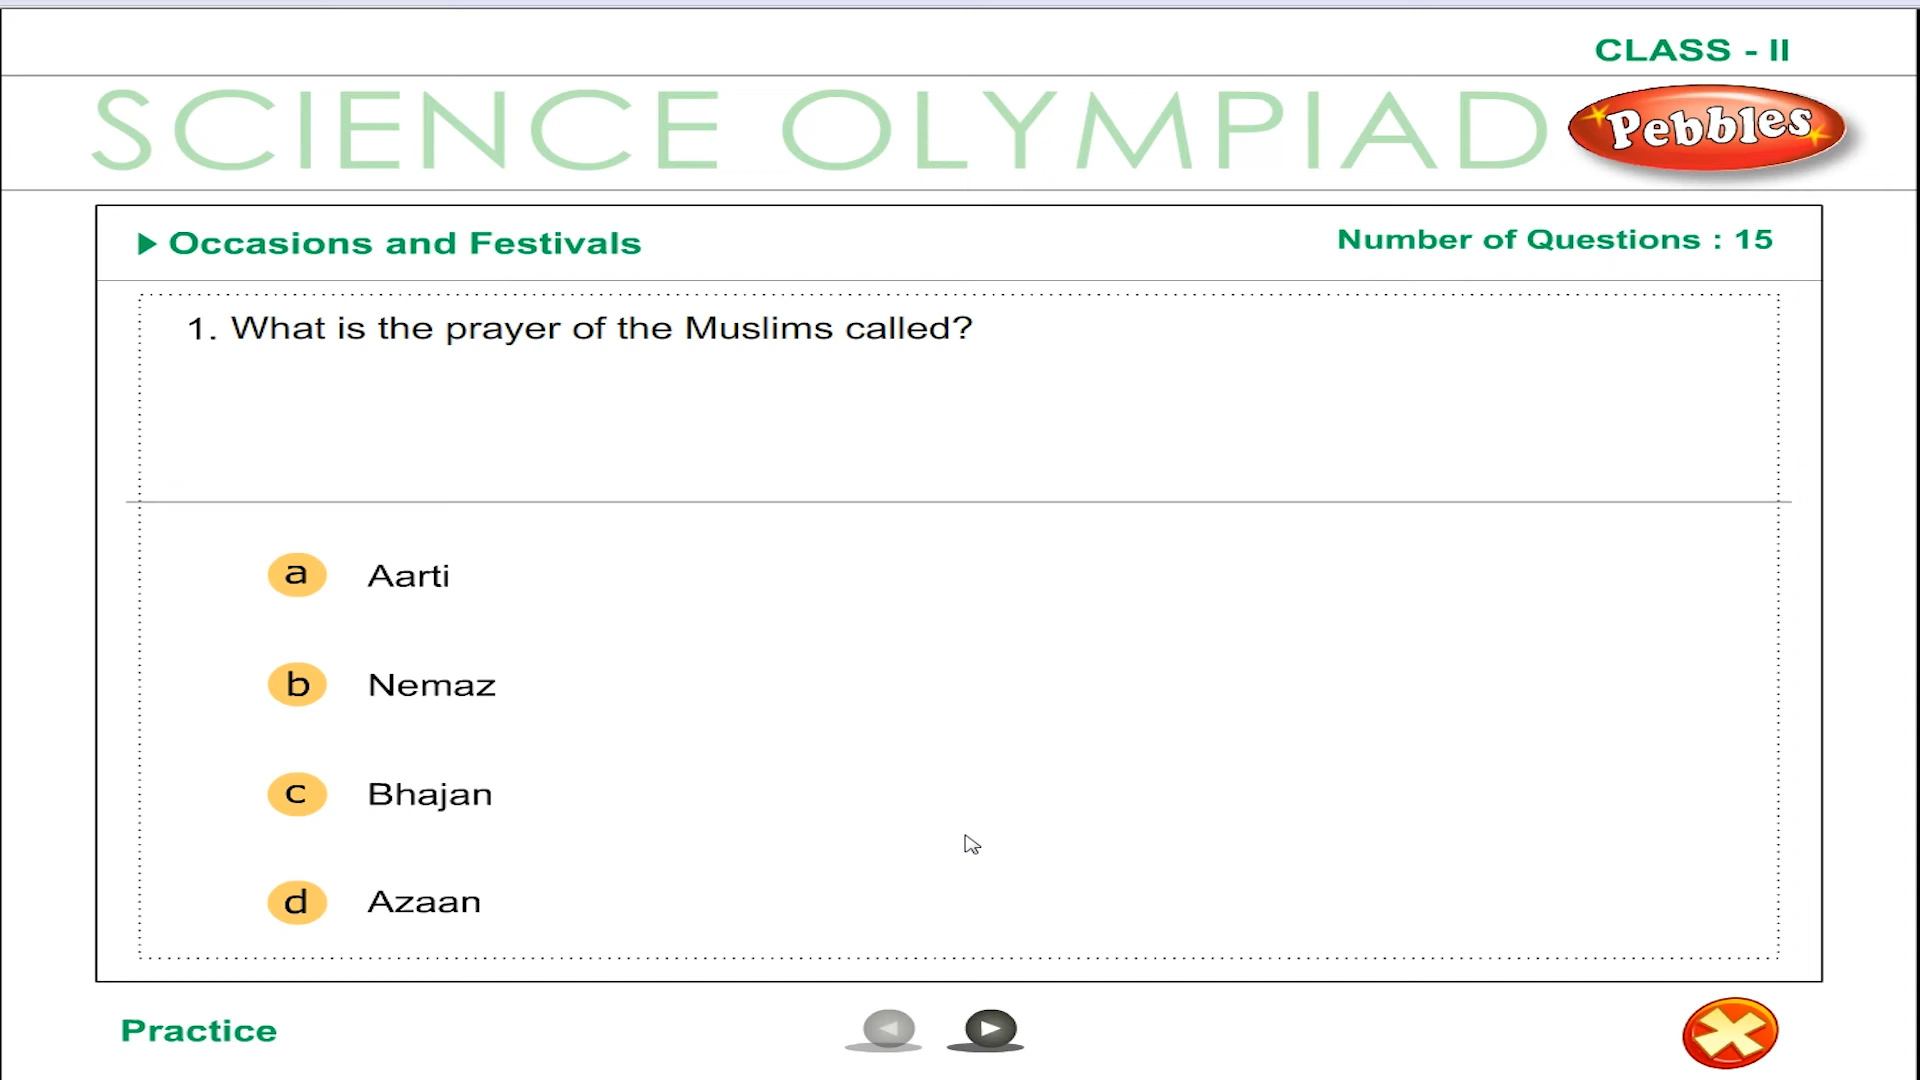 CLASS - II
SCIENCE OLYMPIAD
Pebbles
Occasions and Festivals
Number of Questions : 15
1. What is the prayer of the Muslims called?
a Aarti
b Nemaz
c Bhajan
d Azaan
Practice